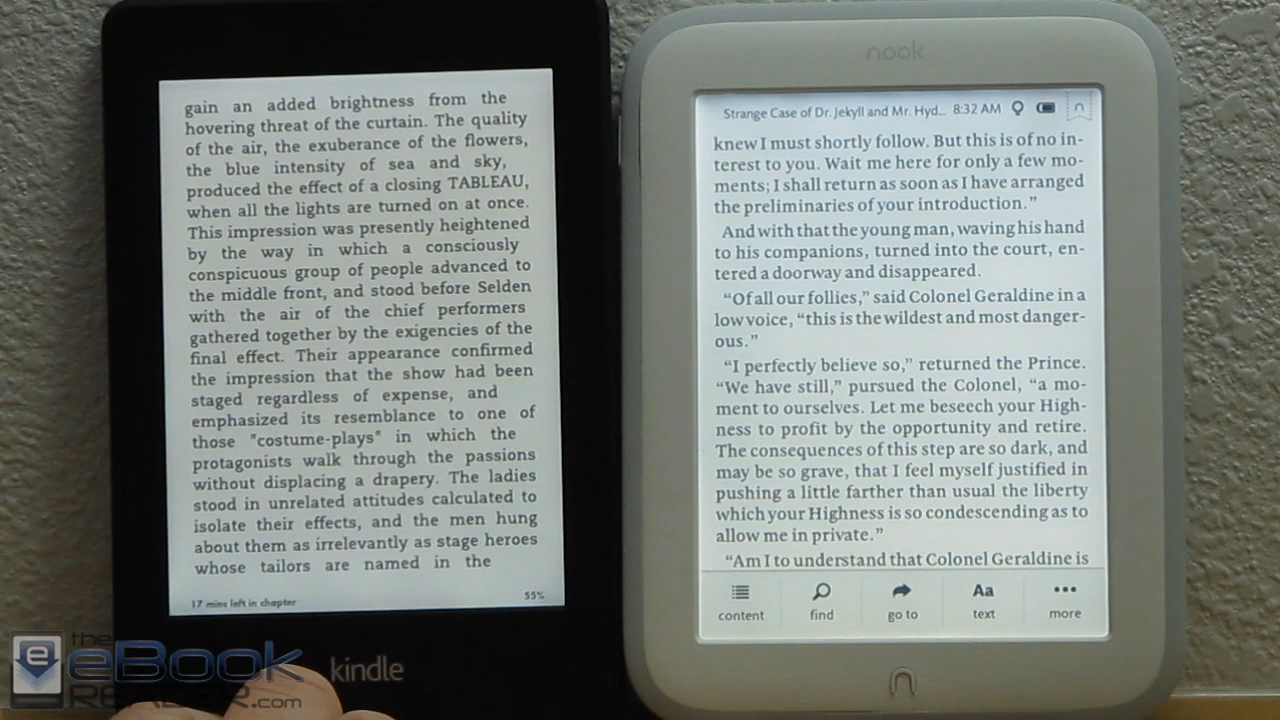 gain an added brightness from the
hovering threat of the curtain. The quality
of the air, the exuberance of the flowers,
the blue intensity of sea and sky,
produced the effect of a closing TABLEAU,
when all the lights are turned on at once.
This impression was presently heightened
by the way in which a consciously
conspicuous group of people advanced to
the middle front, and stood before Selden
with the air of the chief performers
gathered together by the exigencies of the
final effect. Their appearance confirmed
the impression that the show had been
staged regardless of expense, and
emphasized its resemblance to one of
those "costume-plays" in which the
protagonists walk through the passions
without displacing a drapery. The ladies
stood in unrelated attitudes calculated to
isolate their effects, and the men hung
about them as irrelevantly as stage heroes
whose tailors are named in the
17 mins left in chapter 55%
kindle
nook
Strange Case of Dr. Jekyll and Mr. Hyd... 8:32 AM
knew I must shortly follow. But this is of no in-
terest to you. Wait me here for only a few mo-
ments; I shall return as soon as I have arranged
the preliminaries of your introduction.”
And with that the young man, waving his hand
to his companions, turned into the court, en-
tered a doorway and disappeared.
“Of all our follies,” said Colonel Geraldine in a
low voice, “this is the wildest and most danger-
ous.”
“I perfectly believe so,” returned the Prince.
“We have still,” pursued the Colonel, “a mo-
ment to ourselves. Let me beseech your High-
ness to profit by the opportunity and retire.
The consequences of this step are so dark, and
may be so grave, that I feel myself justified in
pushing a little farther than usual the liberty
which your Highness is so condescending as to
allow me in private.”
“Am I to understand that Colonel Geraldine is
content find go to Aa text more
the
eBook
READER.com